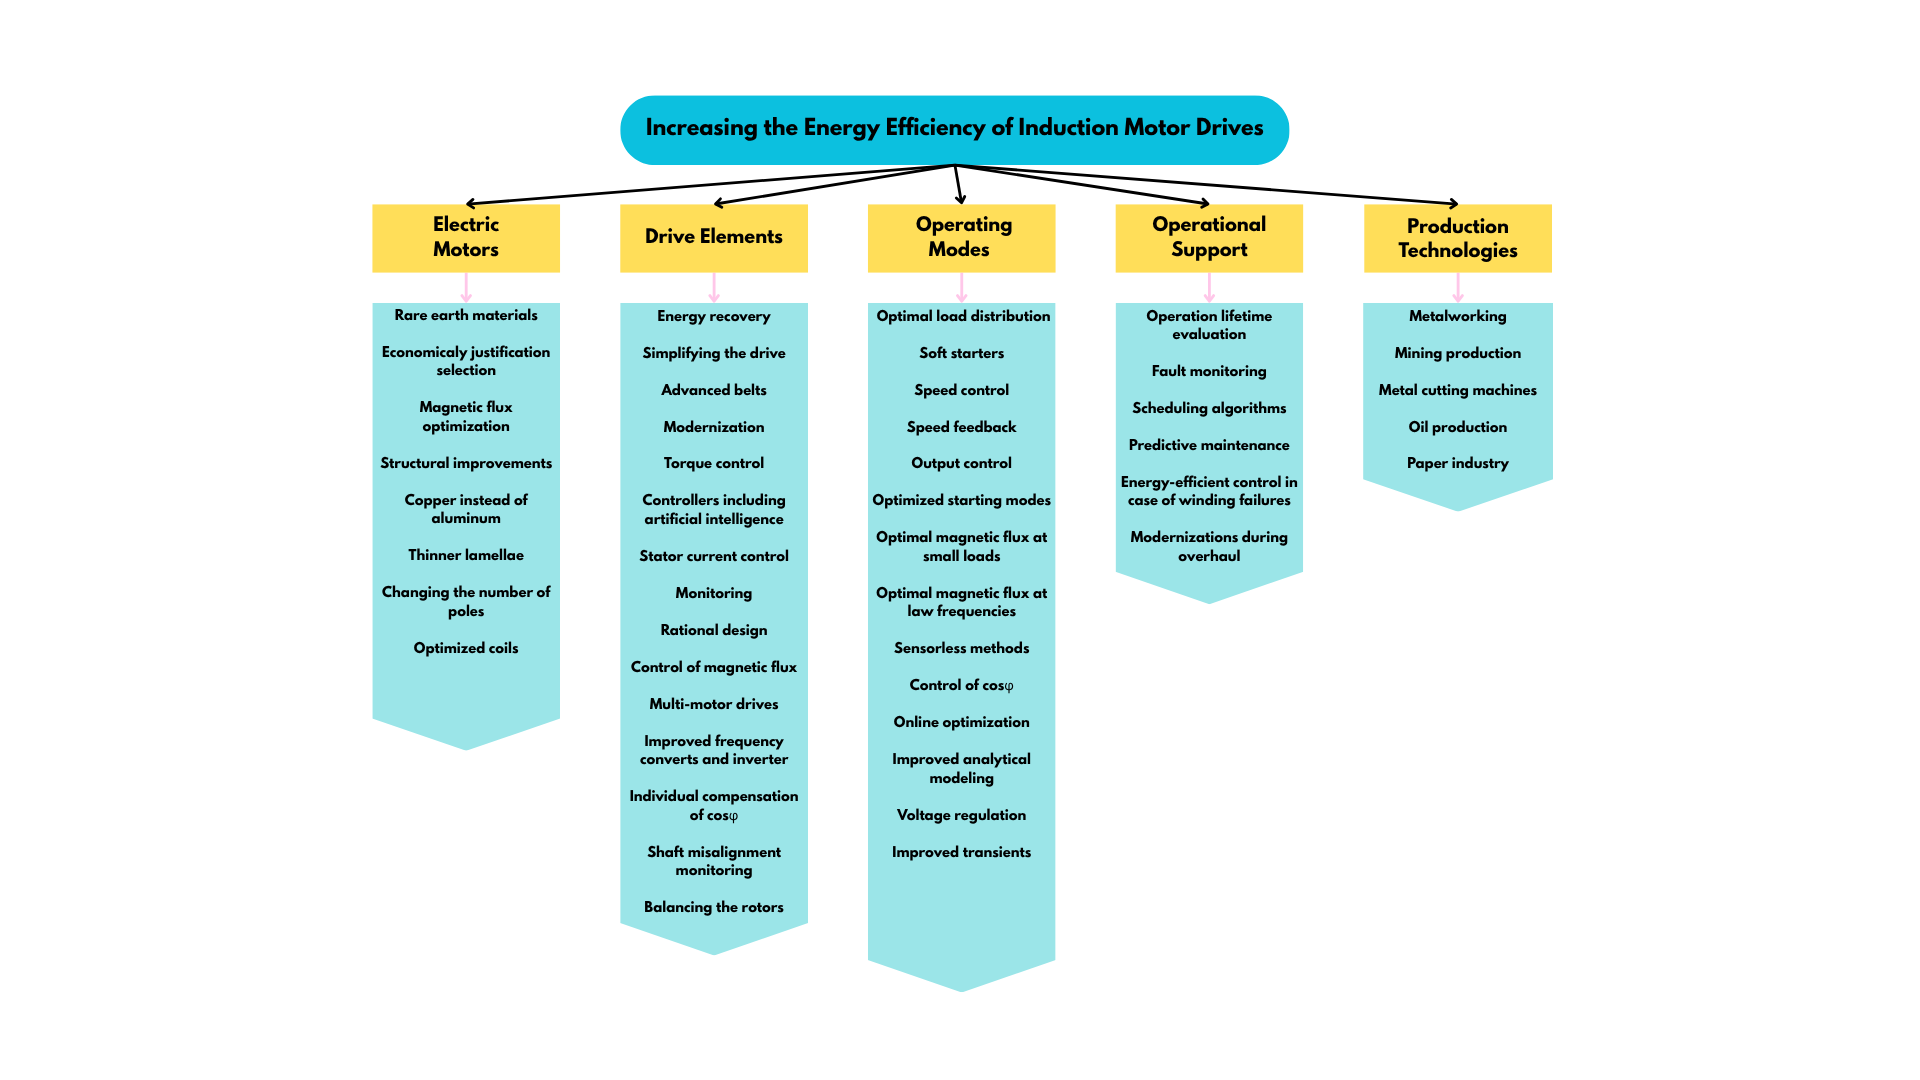 Increasing the Energy Efficiency of Induction Motor Drives
Electric
Motors
Rare earth materials
Economicaly justification
selection
Magnetic flux
optimization
Structural improvements
Copper instead of
aluminum
Thinner lamellae
Changing the number of
poles
Optimized coils
Drive Elements
Energy recovery
Simplifying the drive
Advanced belts
Modernization
Torque control
Controllers including
artificial intelligence
Stator current control
Monitoring
Rational design
Control of magnetic flux
Multi-motor drives
Improved frequency
converts and inverter
Individual compensation
of cosφ
Shaft misalignment
monitoring
Balancing the rotors
Operating
Modes
Optimal load distribution
Soft starters
Speed control
Speed feedback
Output control
Optimized starting modes
Optimal magnetic flux at
small loads
Optimal magnetic flux at
law frequencies
Sensorless methods
Control of cosφ
Online optimization
Improved analytical
modeling
Voltage regulation
Improved transients
Operational
Support
Operation lifetime
evaluation
Fault monitoring
Scheduling algorithms
Predictive maintenance
Energy-efficient control in
case of winding failures
Modernizations during
overhaul
Production
Technologies
Metalworking
Mining production
Metal cutting machines
Oil production
Paper industry